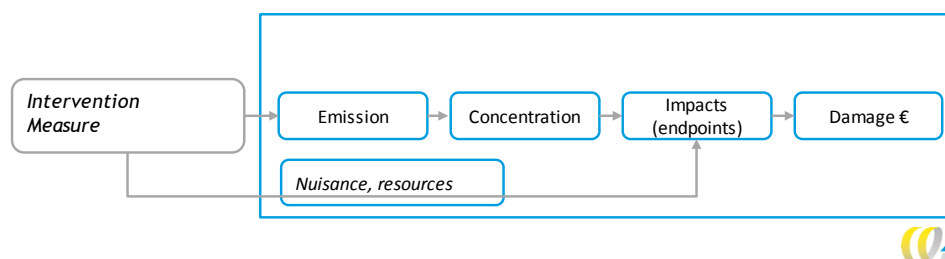 Intervention
Measure
Emission
Concentration
Impacts
(endpoints)
Damage €
Nuisance, resources